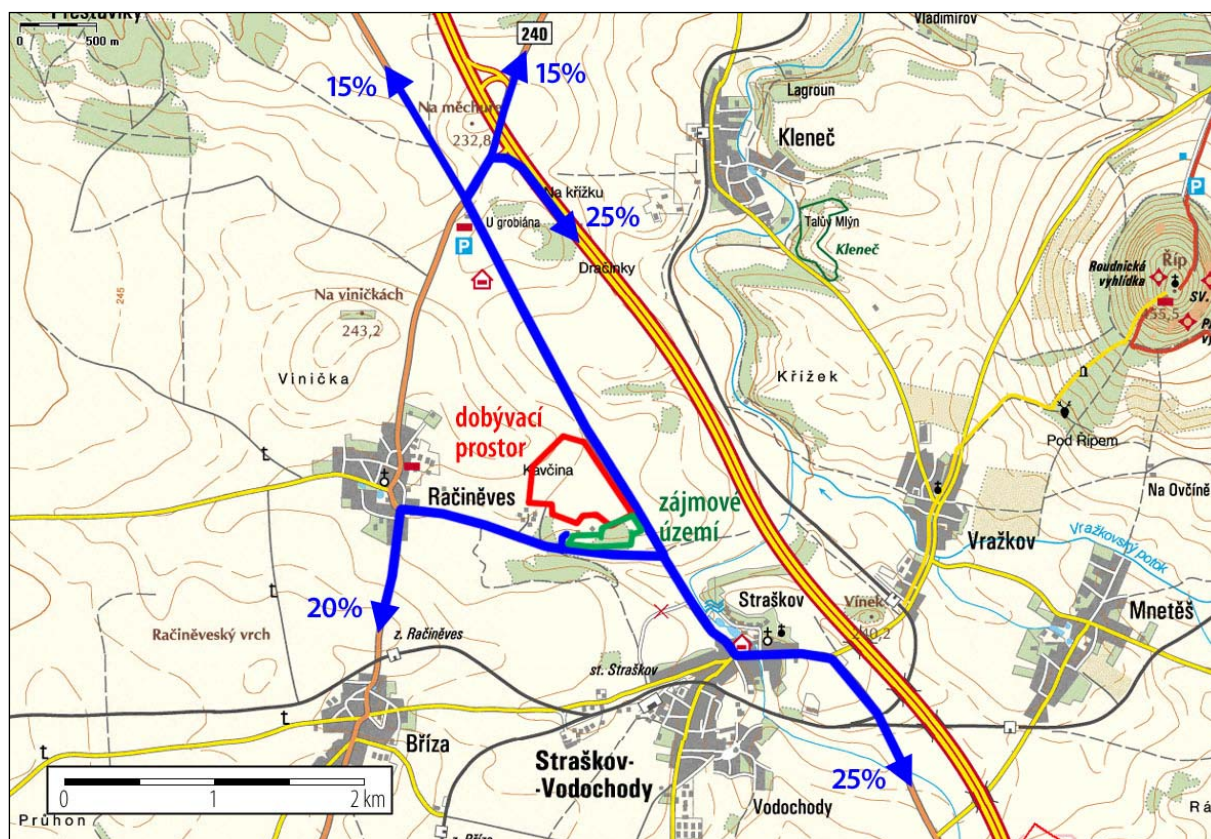 0 500 m
240
Vladimírov
15%
15%
Na měchuře
232,8
Lagroun
Kleneč
Na křížku
25%
U grobiána
Talův Mlýn
Kleneč
P
P
Dračinky
Roudnická
vyhlídka
Říp
SV.
455,5
245
Na viničkách
243,2
Vinička
Křížek
dobývací
prostor
Kavčina
Pod Řípem
Račiněves
zájmové
území
Na Ovčíně
Vražkov
Vražkovský potok
20%
Račiněveský vrch
z. Račiněves
Straškov
Vínek
240,2
Mnetěš
st. Straškov
Bříza
Straškov-
-Vodochody
25%
Vodochody
0 1 2 km
Průhon
z. Bříza